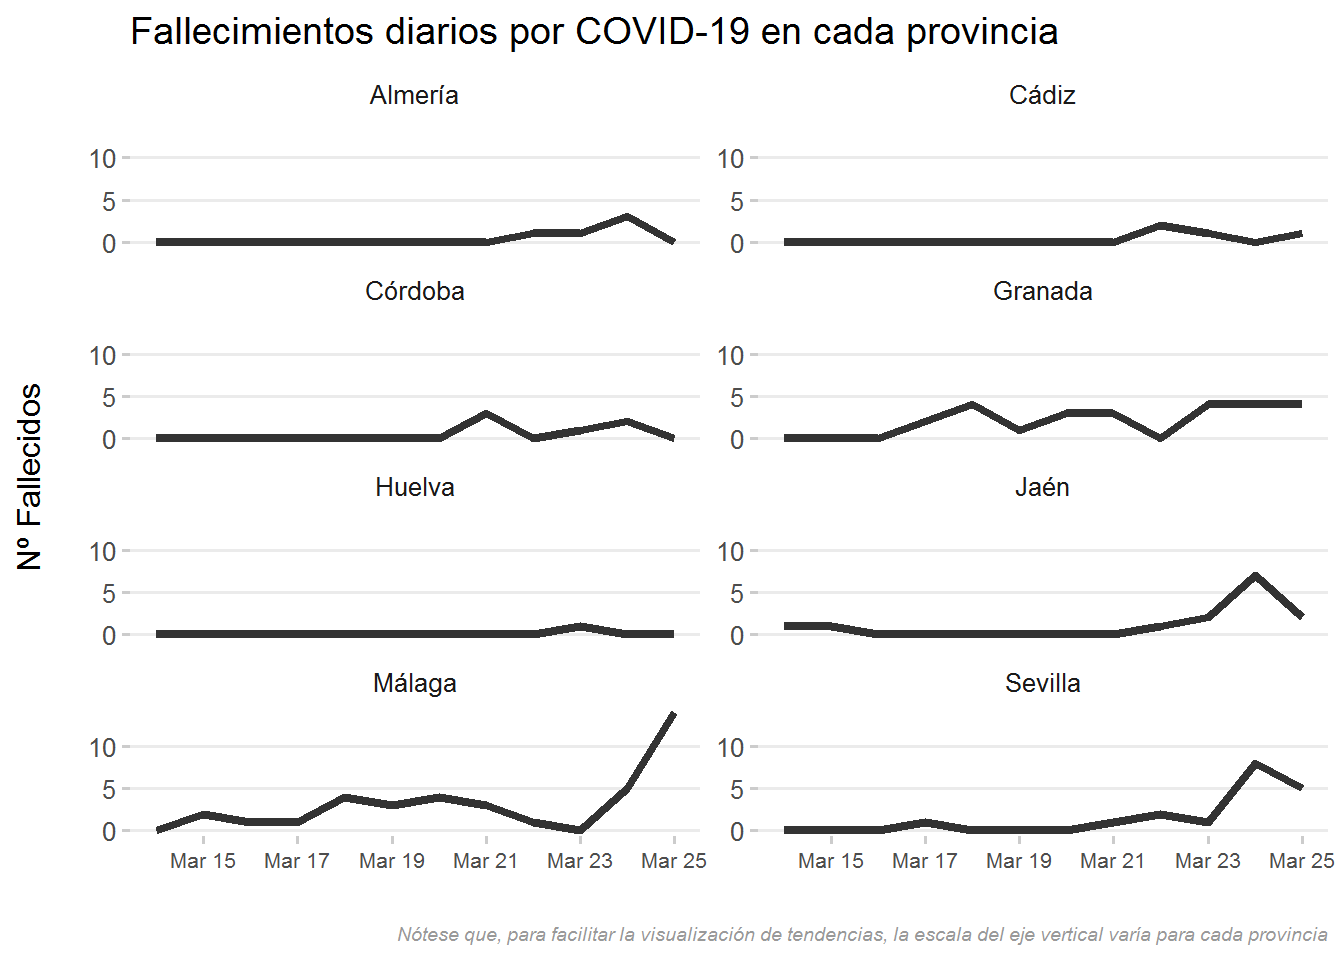 Fallecimientos diarios por COVID-19 en cada provincia
Nº Fallecidos
Almería
10
5
0
Cádiz
10
5
0
Córdoba
10
5
0
Granada
10
5
0
Huelva
10
5
0
Jaén
10
5
0
Málaga
10
5
0
Mar 15 Mar 17 Mar 19 Mar 21 Mar 23 Mar 25
Sevilla
10
5
0
Mar 15 Mar 17 Mar 19 Mar 21 Mar 23 Mar 25
Nótese que, para facilitar la visualización de tendencias, la escala del eje vertical varía para cada provincia